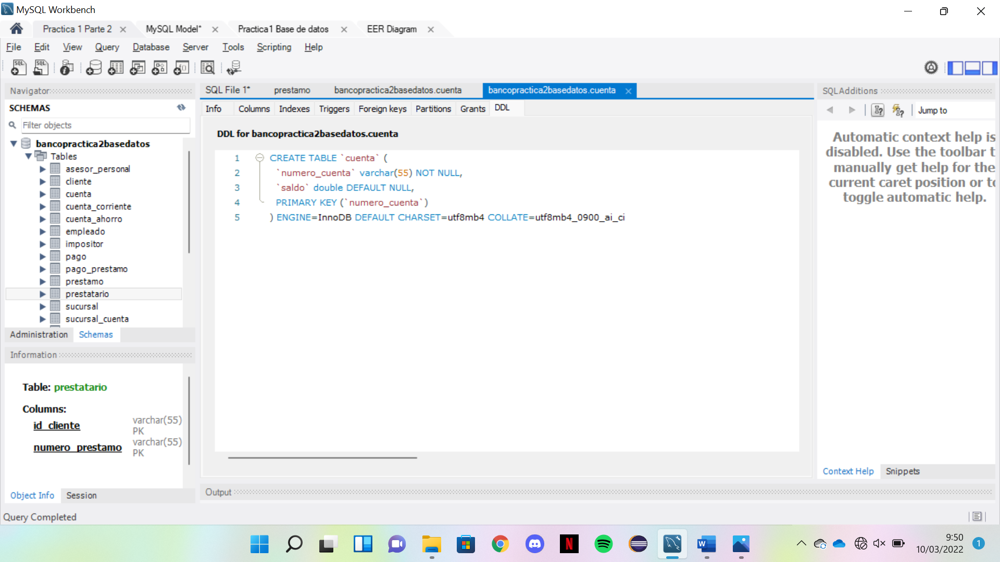 MySQL Workbench
Practica 1 Parte 2
MySQL Model*
Practica1 Base de datos
EER Diagram
File Edit View Query Database Server Tools Scripting Help
Navigator
SCHEMAS
Filter objects
bancopractica2basedatos
Tables
asesor_personal
cliente
cuenta
cuenta_corriente
cuenta_ahorro
empleado
impositor
pago
pago_prestamo
prestamo
prestatario
sucursal
sucursal_cuenta
Administration Schemas
Information
Table: prestatario
Columns:
id_cliente varchar(55) PK
numero_prestamo varchar(55) PK
Object Info Session
Query Completed
SQL File 1* prestamo bancopractica2basedatos.cuenta bancopractica2basedatos.cuenta
Info Columns Indexes Triggers Foreign keys Partitions Grants DDL
DDL for bancopractica2basedatos.cuenta
1 CREATE TABLE `cuenta` (
2 `numero_cuenta` varchar(55) NOT NULL,
3 `saldo` double DEFAULT NULL,
4 PRIMARY KEY (`numero_cuenta`)
5 ) ENGINE=InnoDB DEFAULT CHARSET=utf8mb4 COLLATE=utf8mb4_0900_ai_ci
Output
SQLAdditions
Jump to
Automatic context help is
disabled. Use the toolbar t
manually get help for the
current caret position or to
toggle automatic help.
Context Help Snippets
9:50
10/03/2022
1